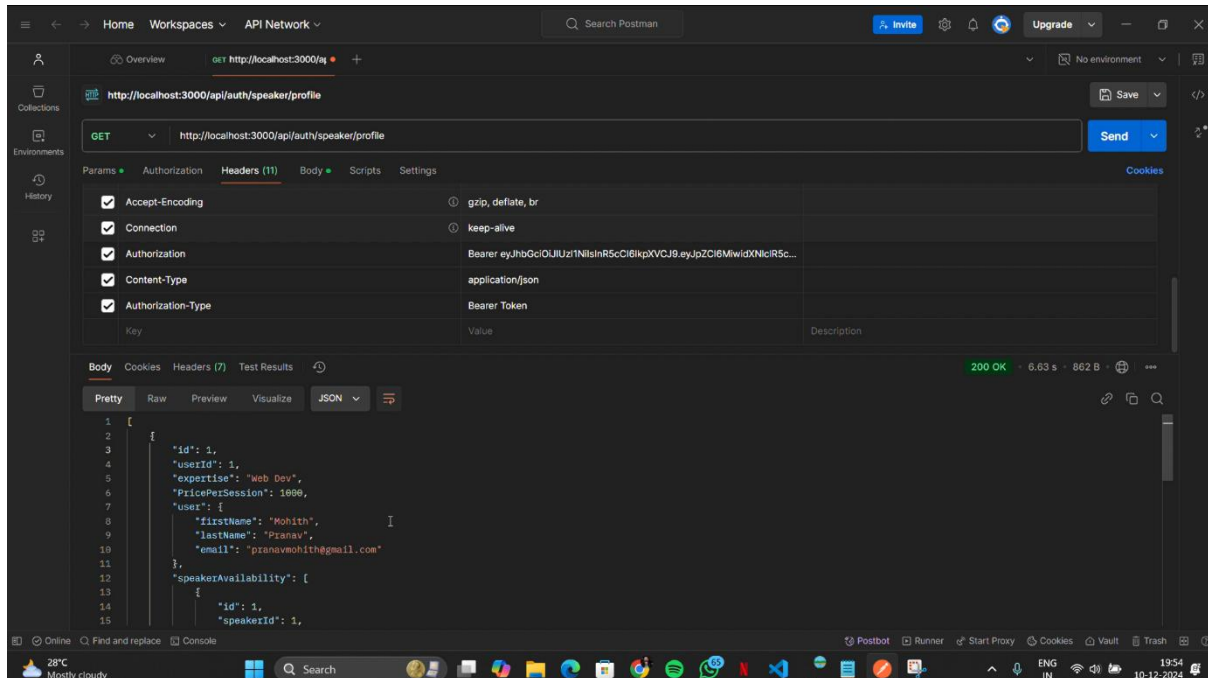 Home Workspaces API Network Search Postman Invite Upgrade
Overview GET http://localhost:3000/ap No environment
http://localhost:3000/api/auth/speaker/profile Save
Collections
GET http://localhost:3000/api/auth/speaker/profile Send
Environments
Params Authorization Headers (11) Body Scripts Settings Cookies
History
Accept-Encoding gzip, deflate, br
Connection keep-alive
Authorization Bearer
Content-Type application/json
Authorization-Type Bearer Token
Key Value Description
Body Cookies Headers (7) Test Results 200 OK 6.63 s 862 B
Pretty Raw Preview Visualize JSON
1 [
2 {
3 "id": 1,
4 "userId": 1,
5 "expertise": "Web Dev",
6 "PricePerSession": 1000,
7 "user": {
8 "firstName": "Mohith",
9 "lastName": "Pranav",
10 "email": "pranavmohith@gmail.com"
11 },
12 "speakerAvailability": [
13 {
14 "id": 1,
15 "speakerId": 1,
Online Find and replace Console Postbot Runner Start Proxy Cookies Vault Trash
28°C Search 65 ENG 19:54
Mostly cloudy IN 10-12-2024